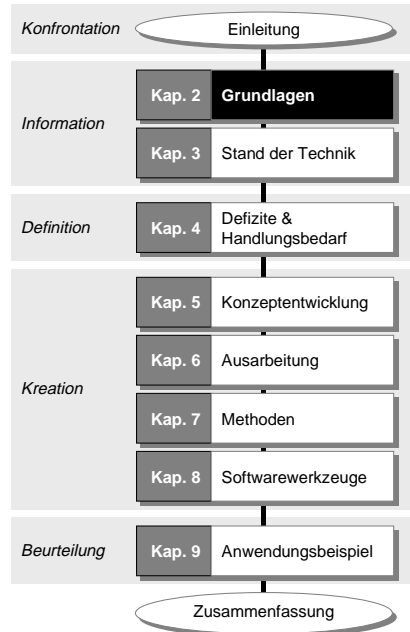 Konfrontation Einleitung
Information
Kap. 2 Grundlagen
Kap. 3 Stand der Technik
Definition
Kap. 4 Defizite &
Handlungsbedarf
Kreation
Kap. 5 Konzeptentwicklung
Kap. 6 Ausarbeitung
Kap. 7 Methoden
Kap. 8 Softwarewerkzeuge
Beurteilung Kap. 9 Anwendungsbeispiel
Zusammenfassung